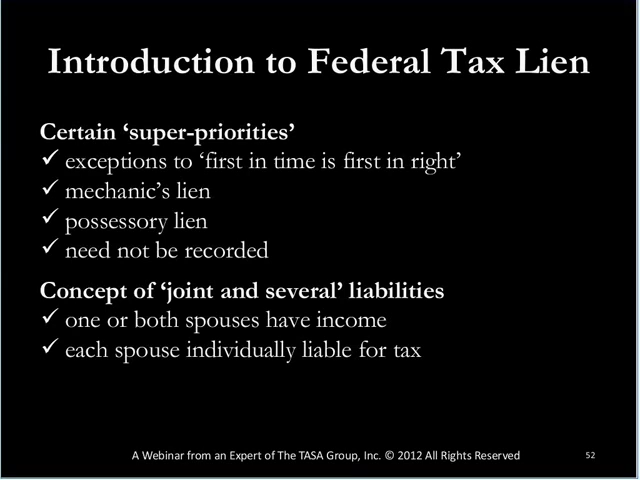 Introduction to Federal Tax Lien
Certain ‘super-priorities’
✓ exceptions to ‘first in time is first in right’
✓ mechanic’s lien
✓ possessory lien
✓ need not be recorded
Concept of ‘joint and several’ liabilities
✓ one or both spouses have income
✓ each spouse individually liable for tax
A Webinar from an Expert of The TASA Group, Inc. © 2012 All Rights Reserved
52